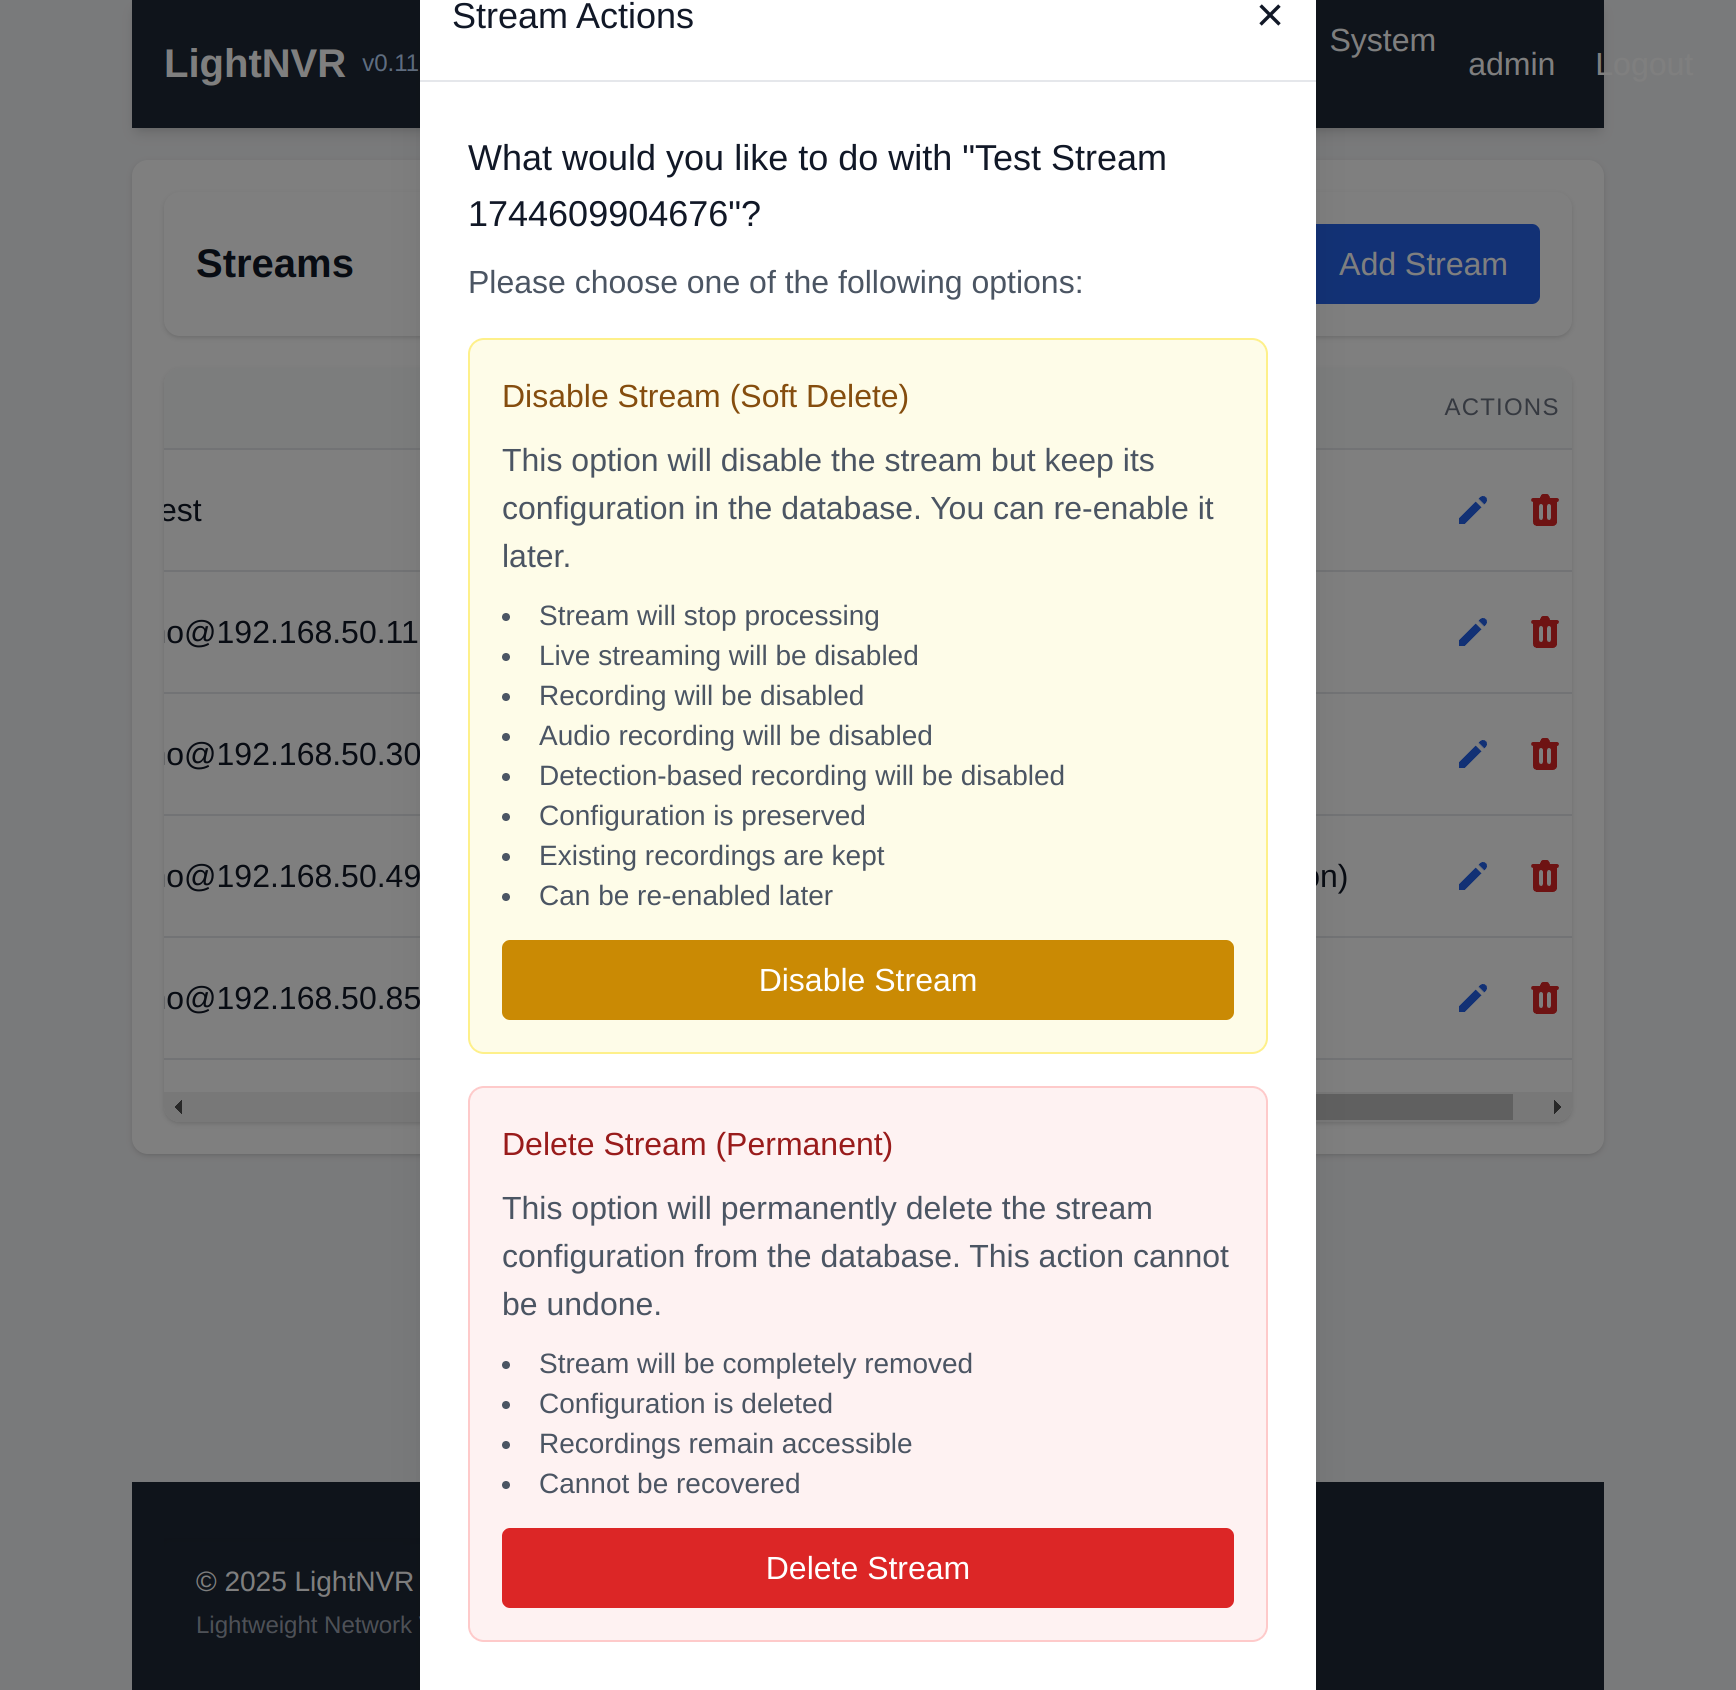 Stream Actions
LightNVR v0.11
System
admin
Logout
What would you like to do with "Test Stream
1744609904676"?
Streams
Add Stream
Please choose one of the following options:
Disable Stream (Soft Delete)
ACTIONS
This option will disable the stream but keep its
configuration in the database. You can re-enable it
later.
est
Stream will stop processing
o@192.168.50.11
Live streaming will be disabled
Recording will be disabled
Audio recording will be disabled
o@192.168.50.30
Detection-based recording will be disabled
Configuration is preserved
Existing recordings are kept
o@192.168.50.49
on)
Can be re-enabled later
Disable Stream
o@192.168.50.85
Delete Stream (Permanent)
This option will permanently delete the stream
configuration from the database. This action cannot
be undone.
Stream will be completely removed
Configuration is deleted
Recordings remain accessible
Cannot be recovered
Delete Stream
© 2025 LightNVR
Lightweight Network